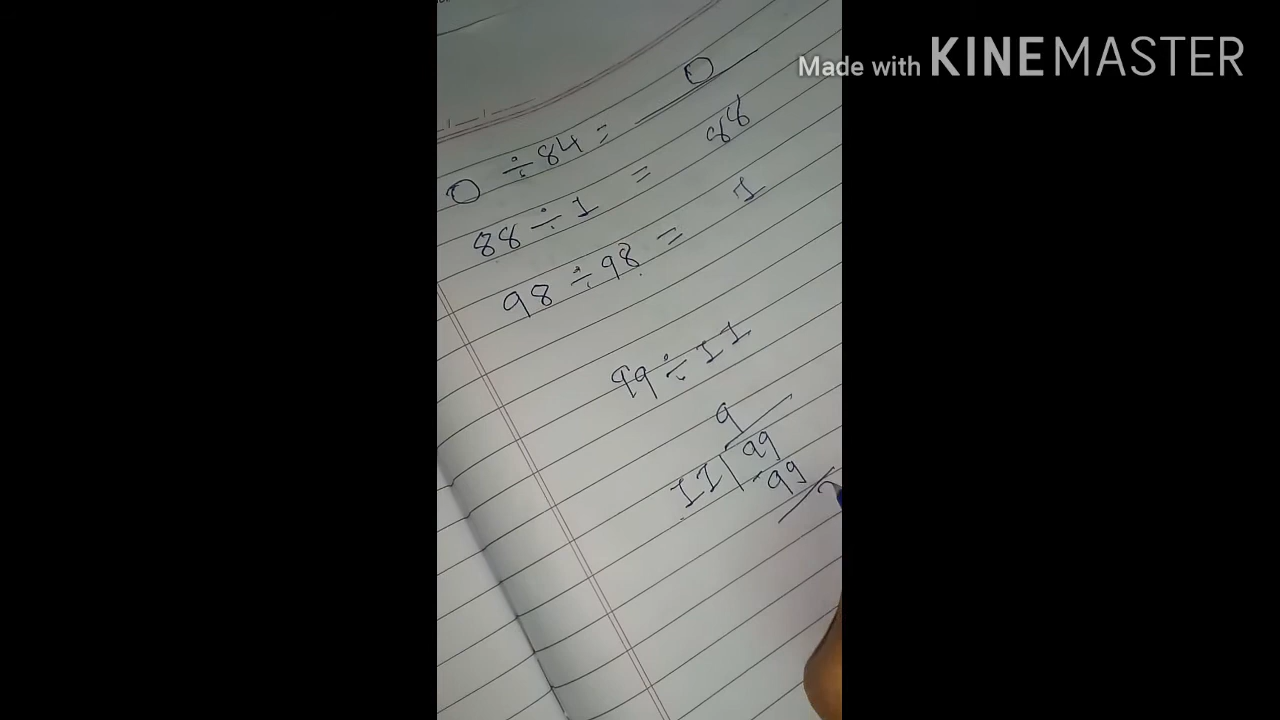 Made with KINEMASTER
0 ÷ 84 = 0
88 ÷ 1 = 88
98 ÷ 98 = 1
99 ÷ 11
9
11 99
-99